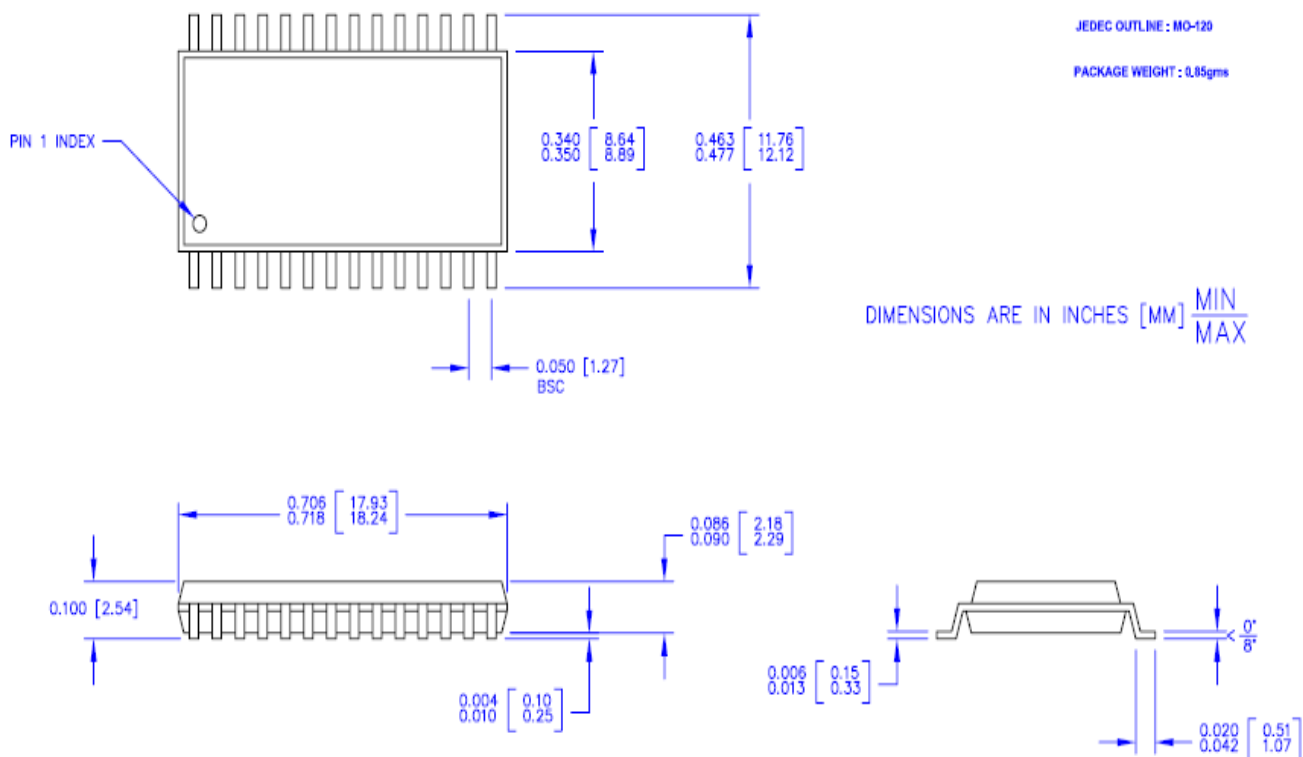 JEDEC OUTLINE : MO-120
PACKAGE WEIGHT : 0.85gms
PIN 1 INDEX
0.340 [ 8.64 ]
0.350 [ 8.89 ]
0.463 [ 11.76 ]
0.477 [ 12.12 ]
DIMENSIONS ARE IN INCHES [MM] MIN
MAX
0.050 [1.27]
BSC
0.706 [ 17.93 ]
0.718 [ 18.24 ]
0.086 [ 2.18 ]
0.090 [ 2.29 ]
0.100 [2.54]
0.004 [ 0.10 ]
0.010 [ 0.25 ]
0°
8°
0.006 [ 0.15 ]
0.013 [ 0.33 ]
0.020 [ 0.51 ]
0.042 [ 1.07 ]